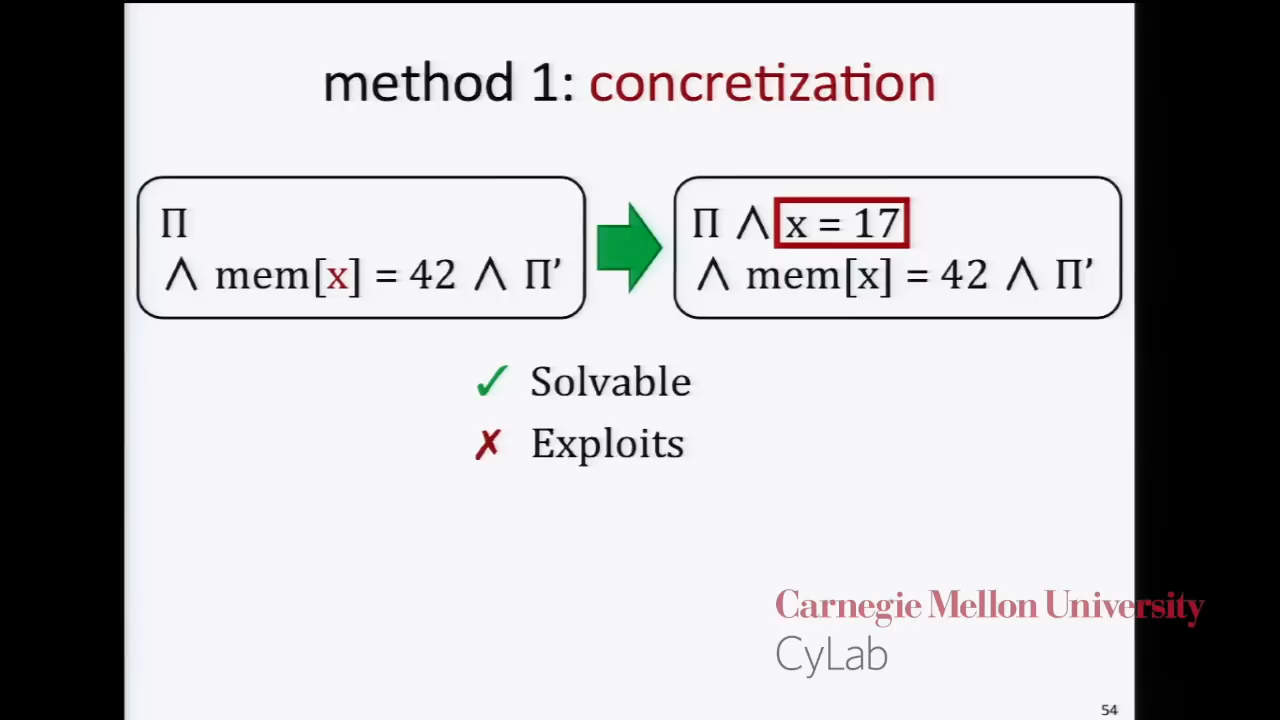 method 1: concretization
Π
∧ mem[x] = 42 ∧ Π’
Π ∧ x = 17
∧ mem[x] = 42 ∧ Π’
✓ Solvable
✗ Exploits
Carnegie Mellon University
CyLab
54